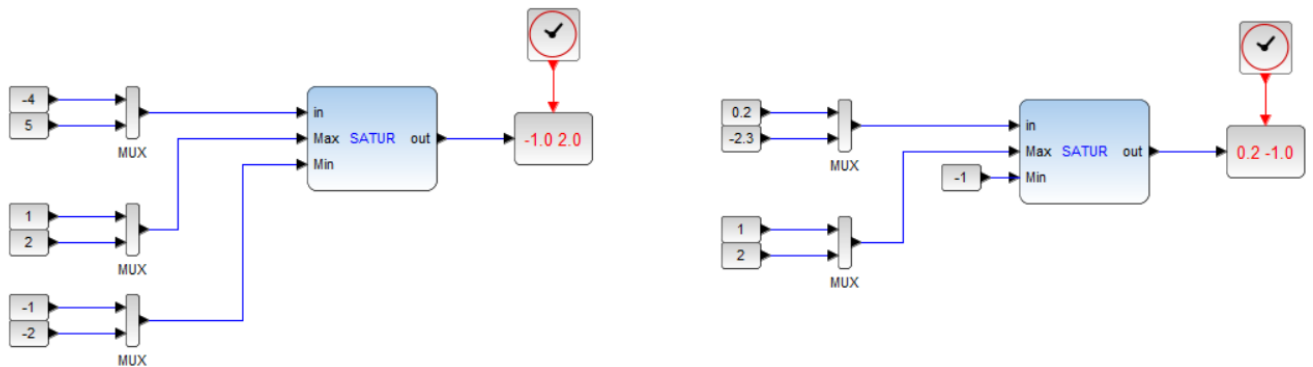 -4
5
MUX
1
2
MUX
-1
-2
MUX
in
Max SATUR out
Min
-1.0 2.0
0.2
-2.3
MUX
1
2
MUX
-1
in
Max SATUR out
Min
0.2 -1.0